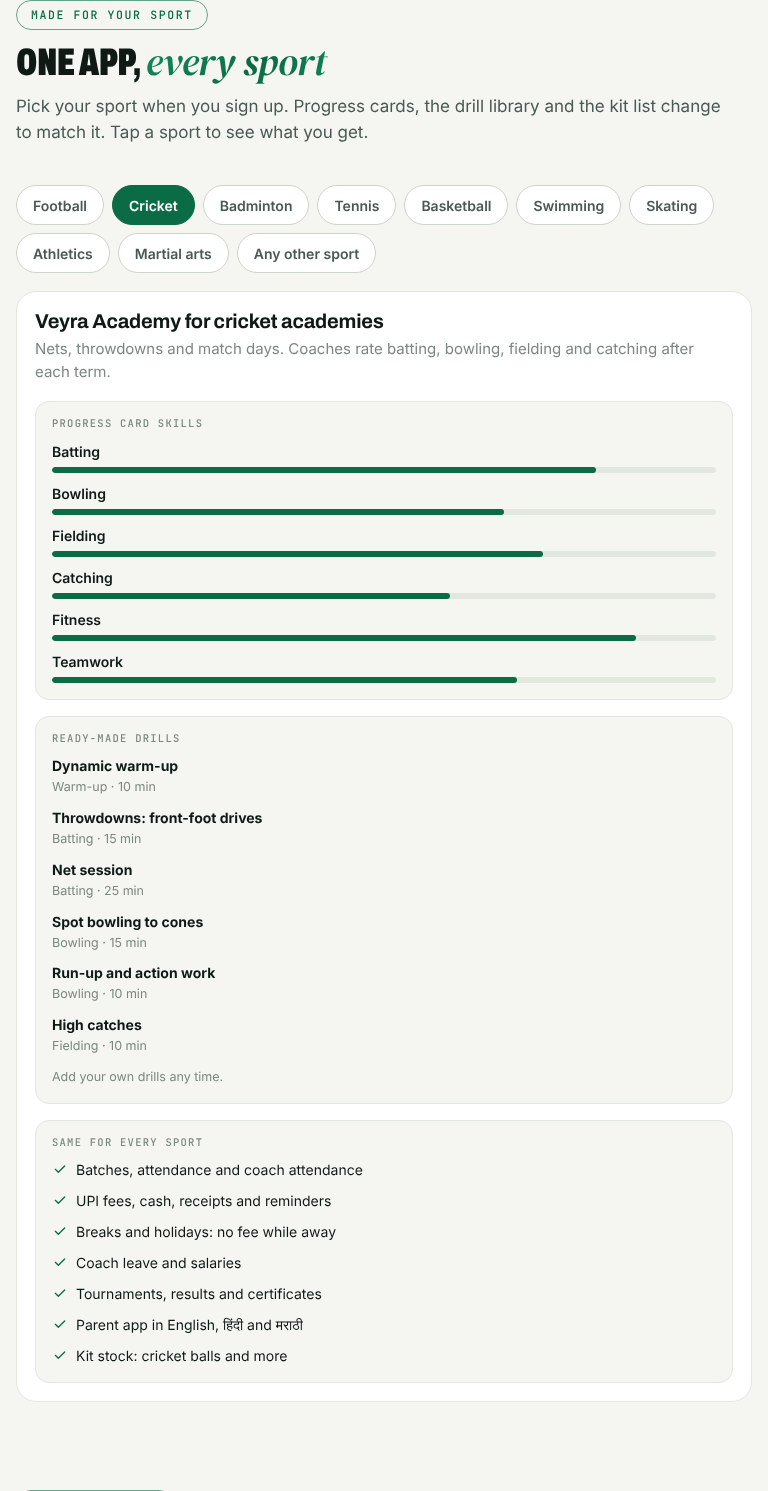 MADE FOR YOUR SPORT
ONE APP, every sport
Pick your sport when you sign up. Progress cards, the drill library and the kit list change
to match it. Tap a sport to see what you get.
Football Cricket Badminton Tennis Basketball Swimming Skating
Athletics Martial arts Any other sport
Veyra Academy for cricket academies
Nets, throwdowns and match days. Coaches rate batting, bowling, fielding and catching after
each term.
PROGRESS CARD SKILLS
Batting
Bowling
Fielding
Catching
Fitness
Teamwork
READY-MADE DRILLS
Dynamic warm-up
Warm-up · 10 min
Throwdowns: front-foot drives
Batting · 15 min
Net session
Batting · 25 min
Spot bowling to cones
Bowling · 15 min
Run-up and action work
Bowling · 10 min
High catches
Fielding · 10 min
Add your own drills any time.
SAME FOR EVERY SPORT
Batches, attendance and coach attendance
UPI fees, cash, receipts and reminders
Breaks and holidays: no fee while away
Coach leave and salaries
Tournaments, results and certificates
Parent app in English, हिंदी and मराठी
Kit stock: cricket balls and more